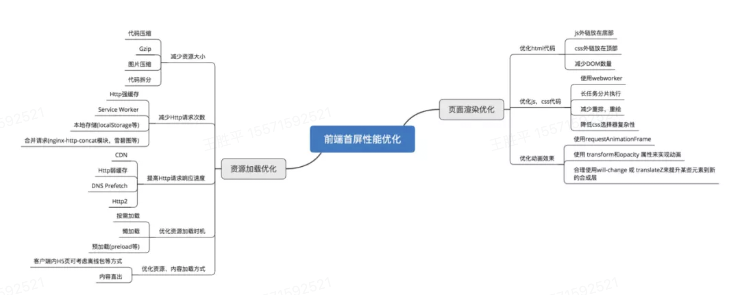 前端首屏性能优化
资源加载优化
减少资源大小
代码压缩
Gzip
图片压缩
代码拆分
减少Http请求次数
Http强缓存
Service Worker
本地存储(localStorage等)
合并请求(nginx-http-concat模块、雪碧图等)
提高Http请求响应速度
CDN
Http弱缓存
DNS Prefetch
Http2
优化资源加载时机
按需加载
懒加载
预加载(preload等)
优化资源、内容加载方式
客户端内H5页可考虑离线包等方式
内容直出
页面渲染优化
优化html代码
js外链放在底部
css外链放在顶部
减少DOM数量
优化js、css代码
使用webworker
长任务分片执行
减少重排、重绘
降低css选择器复杂性
优化动画效果
使用requestAnimationFrame
使用 transform和opacity 属性来实现动画
合理使用will-change 或 translateZ来提升某些元素到新
的合成层
15571592521